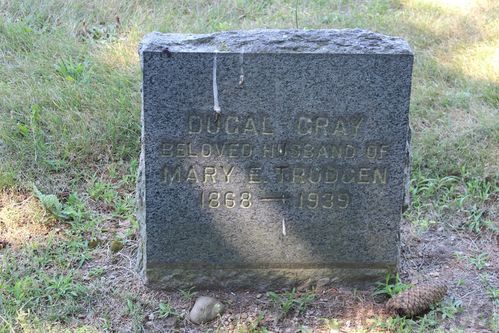 DUGAL GRAY
BELOVED HUSBAND OF
MARY E. TRODGEN
1868 — 1939